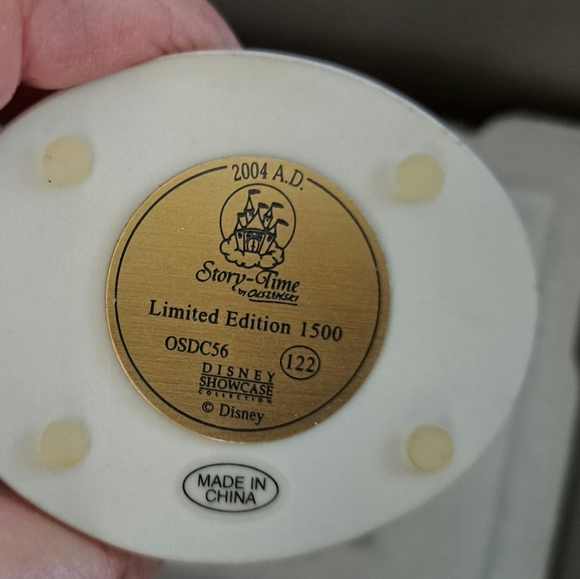 2004 A.D.
Story-Time
by OLSZEWSKI
Limited Edition 1500
OSDC56
122
DISNEY
SHOWCASE
COLLECTION
© Disney
MADE IN
CHINA